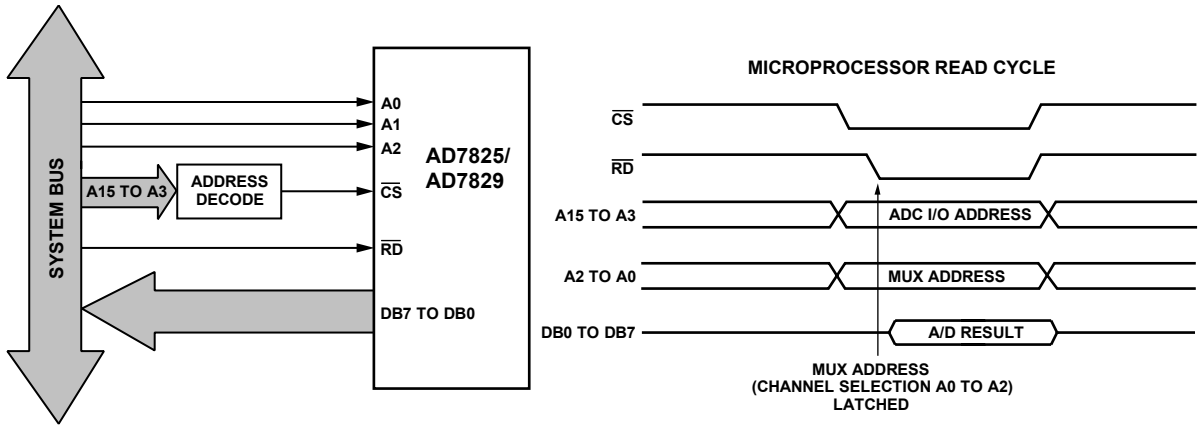 SYSTEM BUS
A0
A1
A2
A15 TO A3
ADDRESS
DECODE
CS
RD
AD7825/
AD7829
DB7 TO DB0
MICROPROCESSOR READ CYCLE
CS
RD
A15 TO A3
ADC I/O ADDRESS
A2 TO A0
MUX ADDRESS
DB0 TO DB7
A/D RESULT
MUX ADDRESS
(CHANNEL SELECTION A0 TO A2)
LATCHED